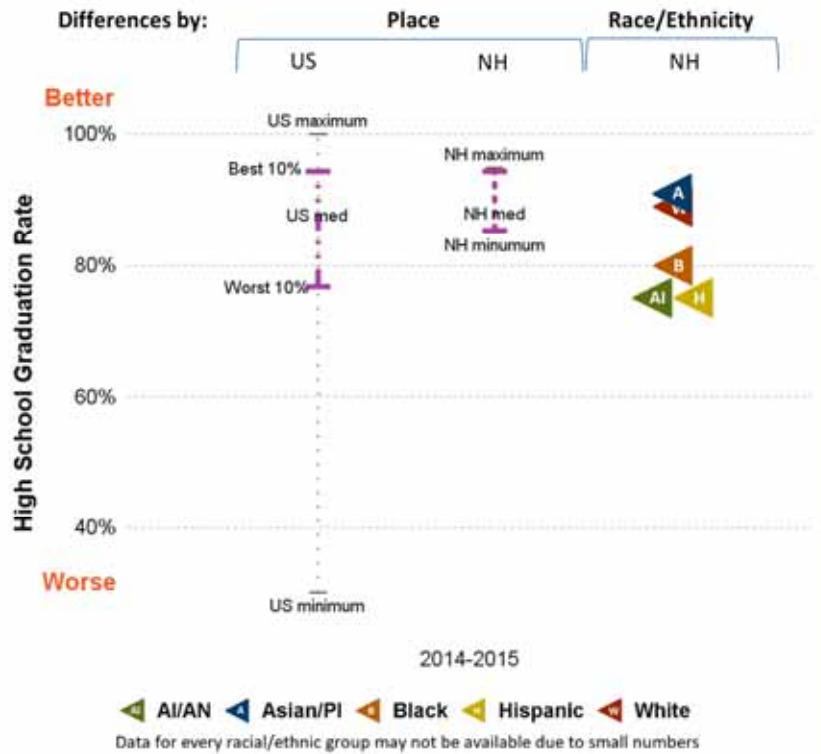 Differences by: Place Race/Ethnicity
US NH NH
Better
US maximum
100%
NH maximum
Best 10%
A
US med NH med
W
NH minumum
80%
B
Worst 10%
AI H
60%
High School Graduation Rate
40%
Worse
US minimum
2014-2015
AI AI/AN A Asian/PI B Black H Hispanic W White
Data for every racial/ethnic group may not be available due to small numbers